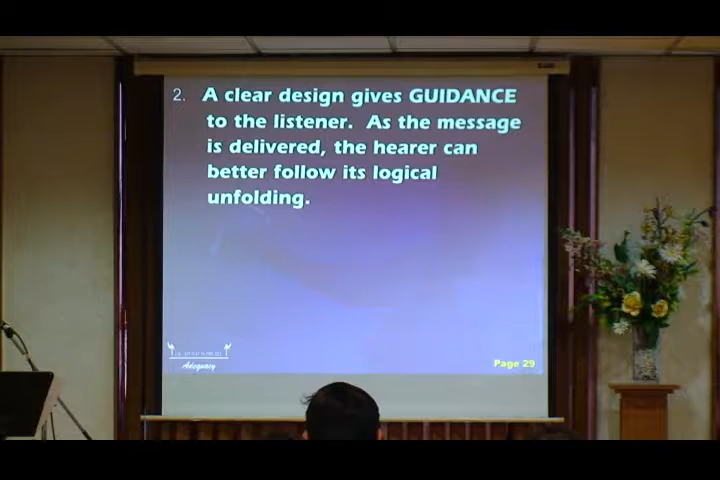 2. A clear design gives GUIDANCE
to the listener. As the message
is delivered, the hearer can
better follow its logical
unfolding.
Adequacy
Page 29